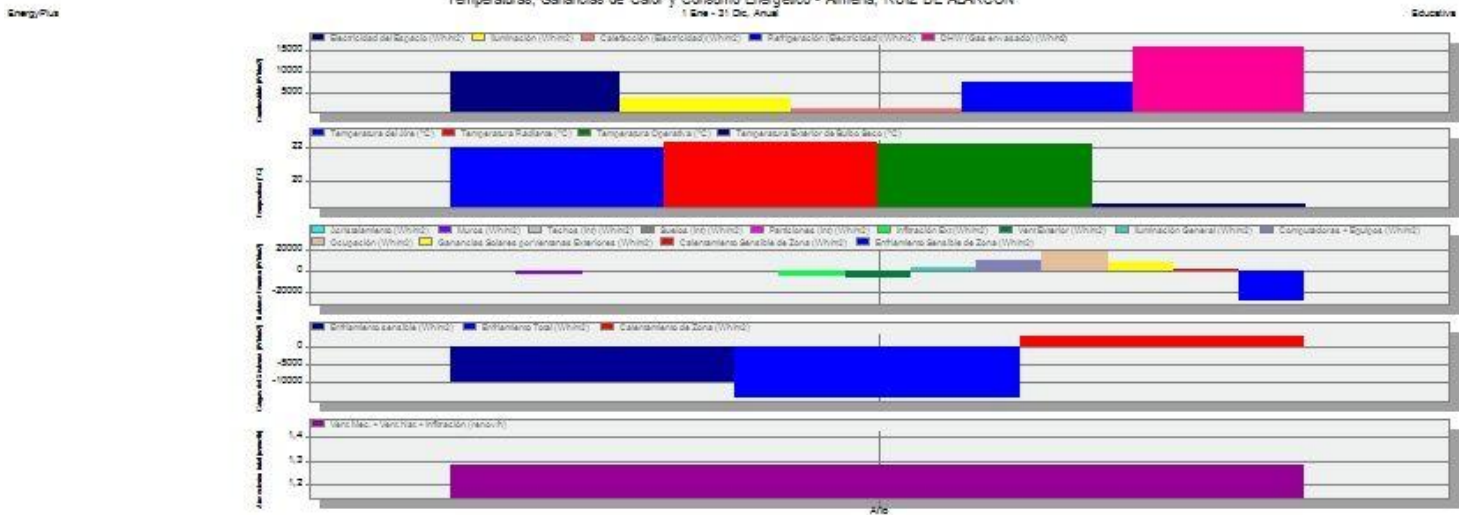 Temperaturas, Ganancias de Calor y Consumo Energético - Almería, RUIZ DE ALARCÓN
EnergyPlus
1 Ene - 31 Dic, Anual
Educativa
Electricidad del Espacio (Wh/m2) Iluminación (Wh/m2) Calefacción (Electricidad) (Wh/m2) Refrigeración (Electricidad) (Wh/m2) DHW (Gas envasado) (Wh/m2)
15000
10000
5000
Temperatura del Aire (°C) Temperatura Radiante (°C) Temperatura Operativa (°C) Temperatura Exterior de Bulbo Seco (°C)
22
20
Temperatura (°C)
Acristalamiento (Wh/m2) Muros (Wh/m2) Techos (Int) (Wh/m2) Suelos (Int) (Wh/m2) Particiones (Int) (Wh/m2) Infiltración Ext (Wh/m2) Vent Exterior (Wh/m2) Iluminación General (Wh/m2) Computadoras + Equipos (Wh/m2)
Ocupación (Wh/m2) Ganancias Solares por Ventanas Exteriores (Wh/m2) Calentamiento Sensible de Zona (Wh/m2) Enfriamiento Sensible de Zona (Wh/m2)
20000
0
-20000
Enfriamiento sensible (Wh/m2) Enfriamiento Total (Wh/m2) Calentamiento de Zona (Wh/m2)
0
-5000
-10000
Vent Mec. + Vent Nat + Infiltración (renov/h)
1,4
1,3
1,2
Año